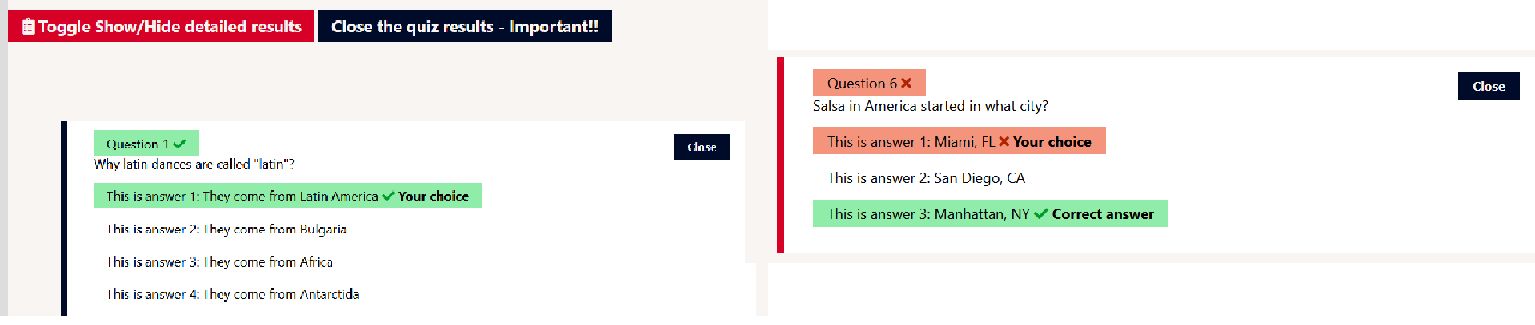 Toggle Show/Hide detailed results
Close the quiz results - Important!!
Question 1
Close
Why latin dances are called "latin"?
This is answer 1: They come from Latin America Your choice
This is answer 2: They come from Bulgaria
This is answer 3: They come from Africa
This is answer 4: They come from Antarctida
Question 6
Close
Salsa in America started in what city?
This is answer 1: Miami, FL Your choice
This is answer 2: San Diego, CA
This is answer 3: Manhattan, NY Correct answer